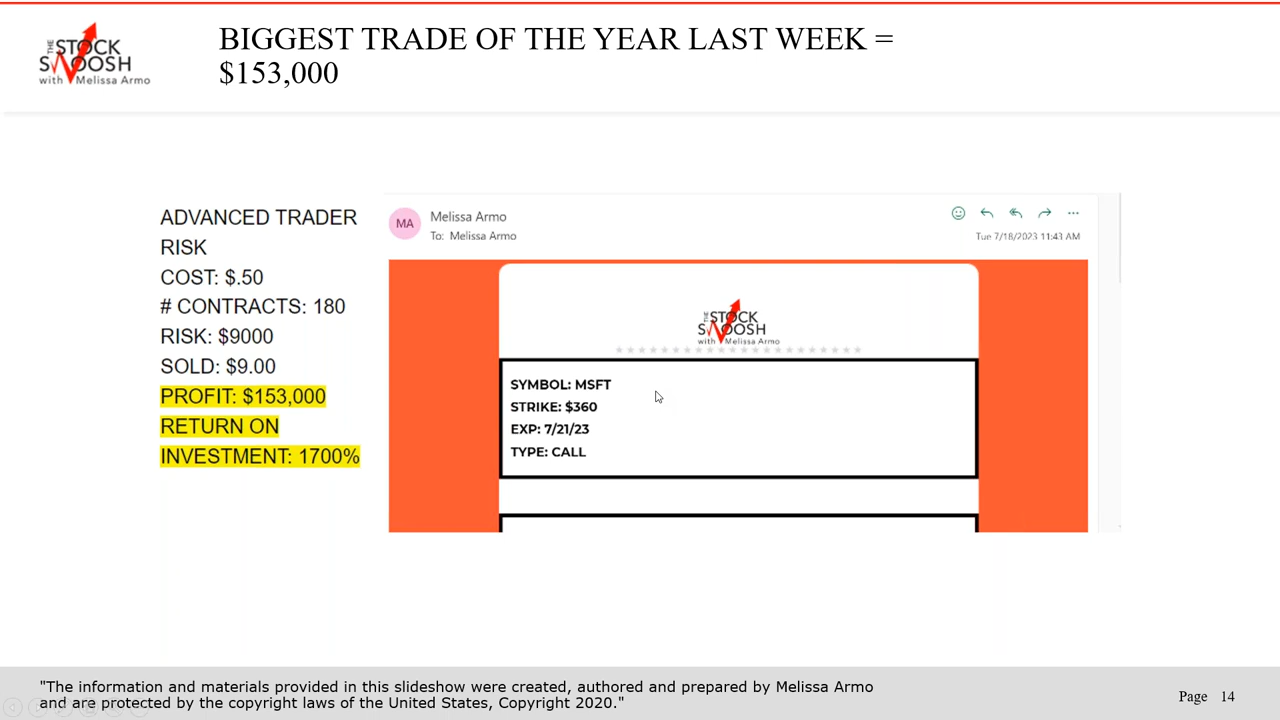 THE
STOCK
SWOOSH
with Melissa Armo
BIGGEST TRADE OF THE YEAR LAST WEEK =
$153,000
ADVANCED TRADER
RISK
COST: $.50
# CONTRACTS: 180
RISK: $9000
SOLD: $9.00
PROFIT: $153,000
RETURN ON
INVESTMENT: 1700%
MA
Melissa Armo
To: Melissa Armo
Tue 7/18/2023 11:43 AM
THE
STOCK
SWOOSH
with Melissa Armo
SYMBOL: MSFT
STRIKE: $360
EXP: 7/21/23
TYPE: CALL
"The information and materials provided in this slideshow were created, authored and prepared by Melissa Armo
and are protected by the copyright laws of the United States, Copyright 2020."
Page 14